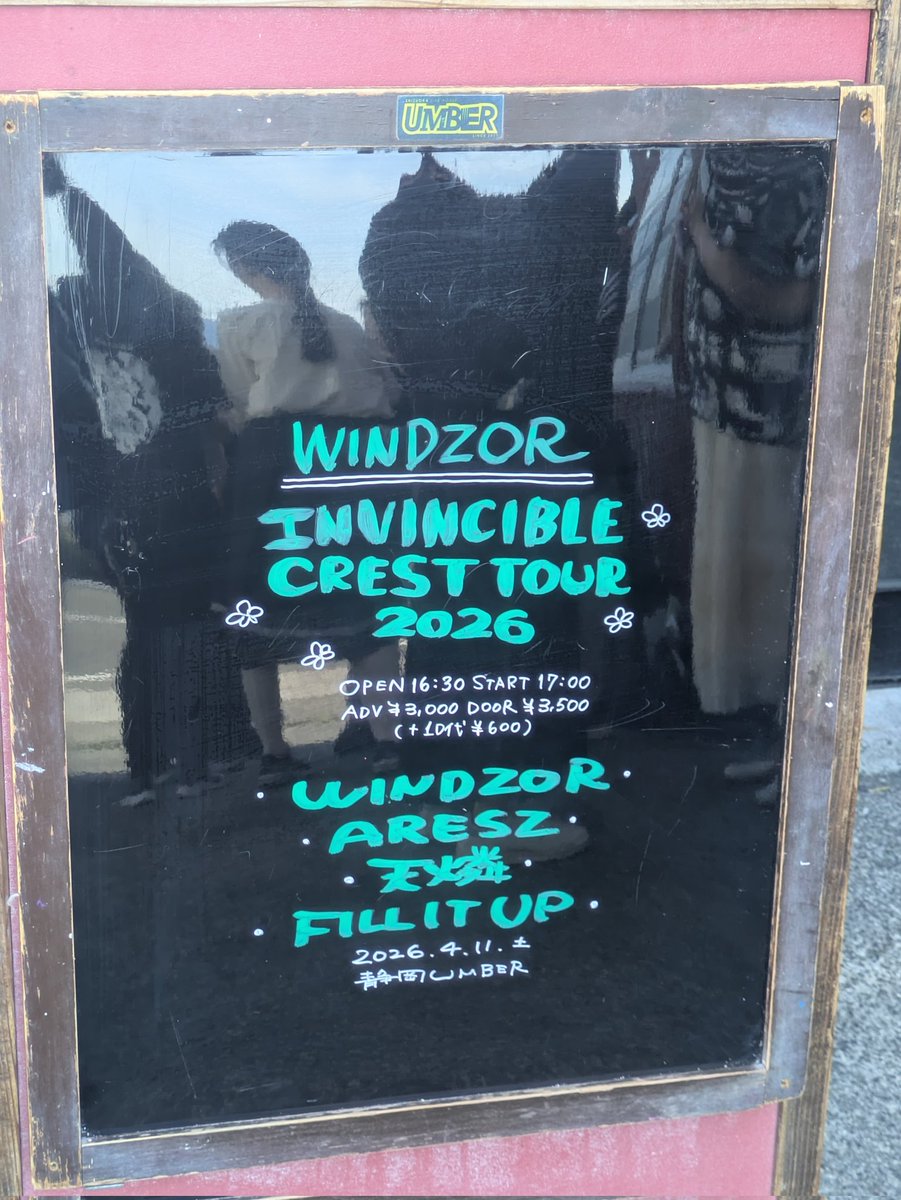 UMBER
WINDZOR
INVINCIBLE
CREST TOUR
2026
OPEN 16:30 START 17:00
ADV ¥3,000 DOOR ¥3,500
(+1D代 ¥600)
・WINDZOR・
・ARESZ・
・天燐・
・FILL IT UP・
2026.4.11.土
静岡UMBER